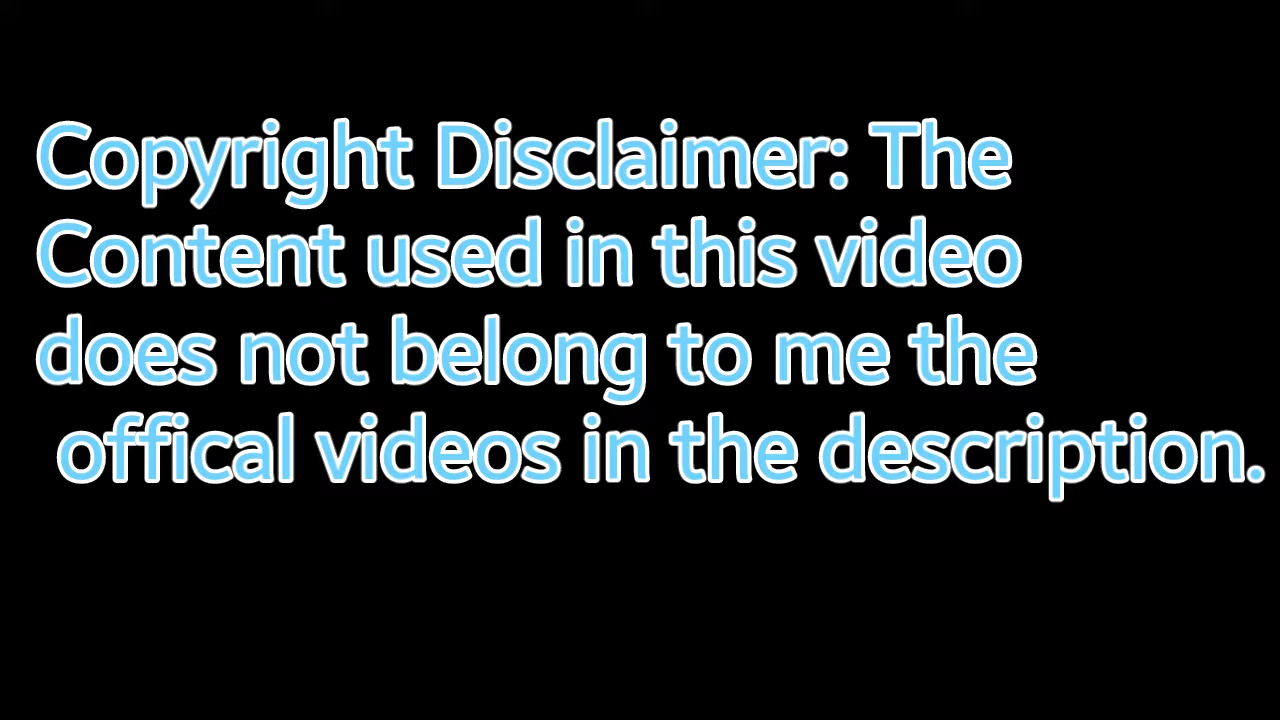 Copyright Disclaimer: The
Content used in this video
does not belong to me the
offical videos in the description.